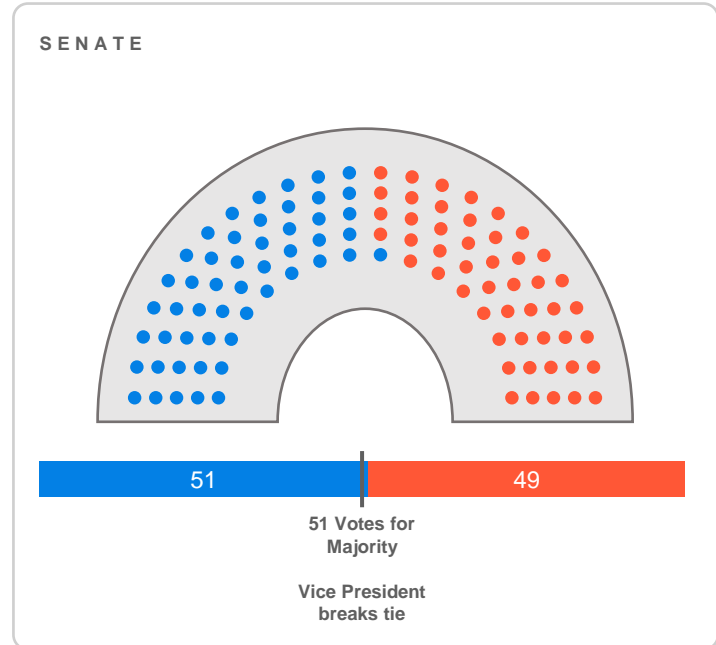 SENATE
51
49
51 Votes for
Majority
Vice President
breaks tie